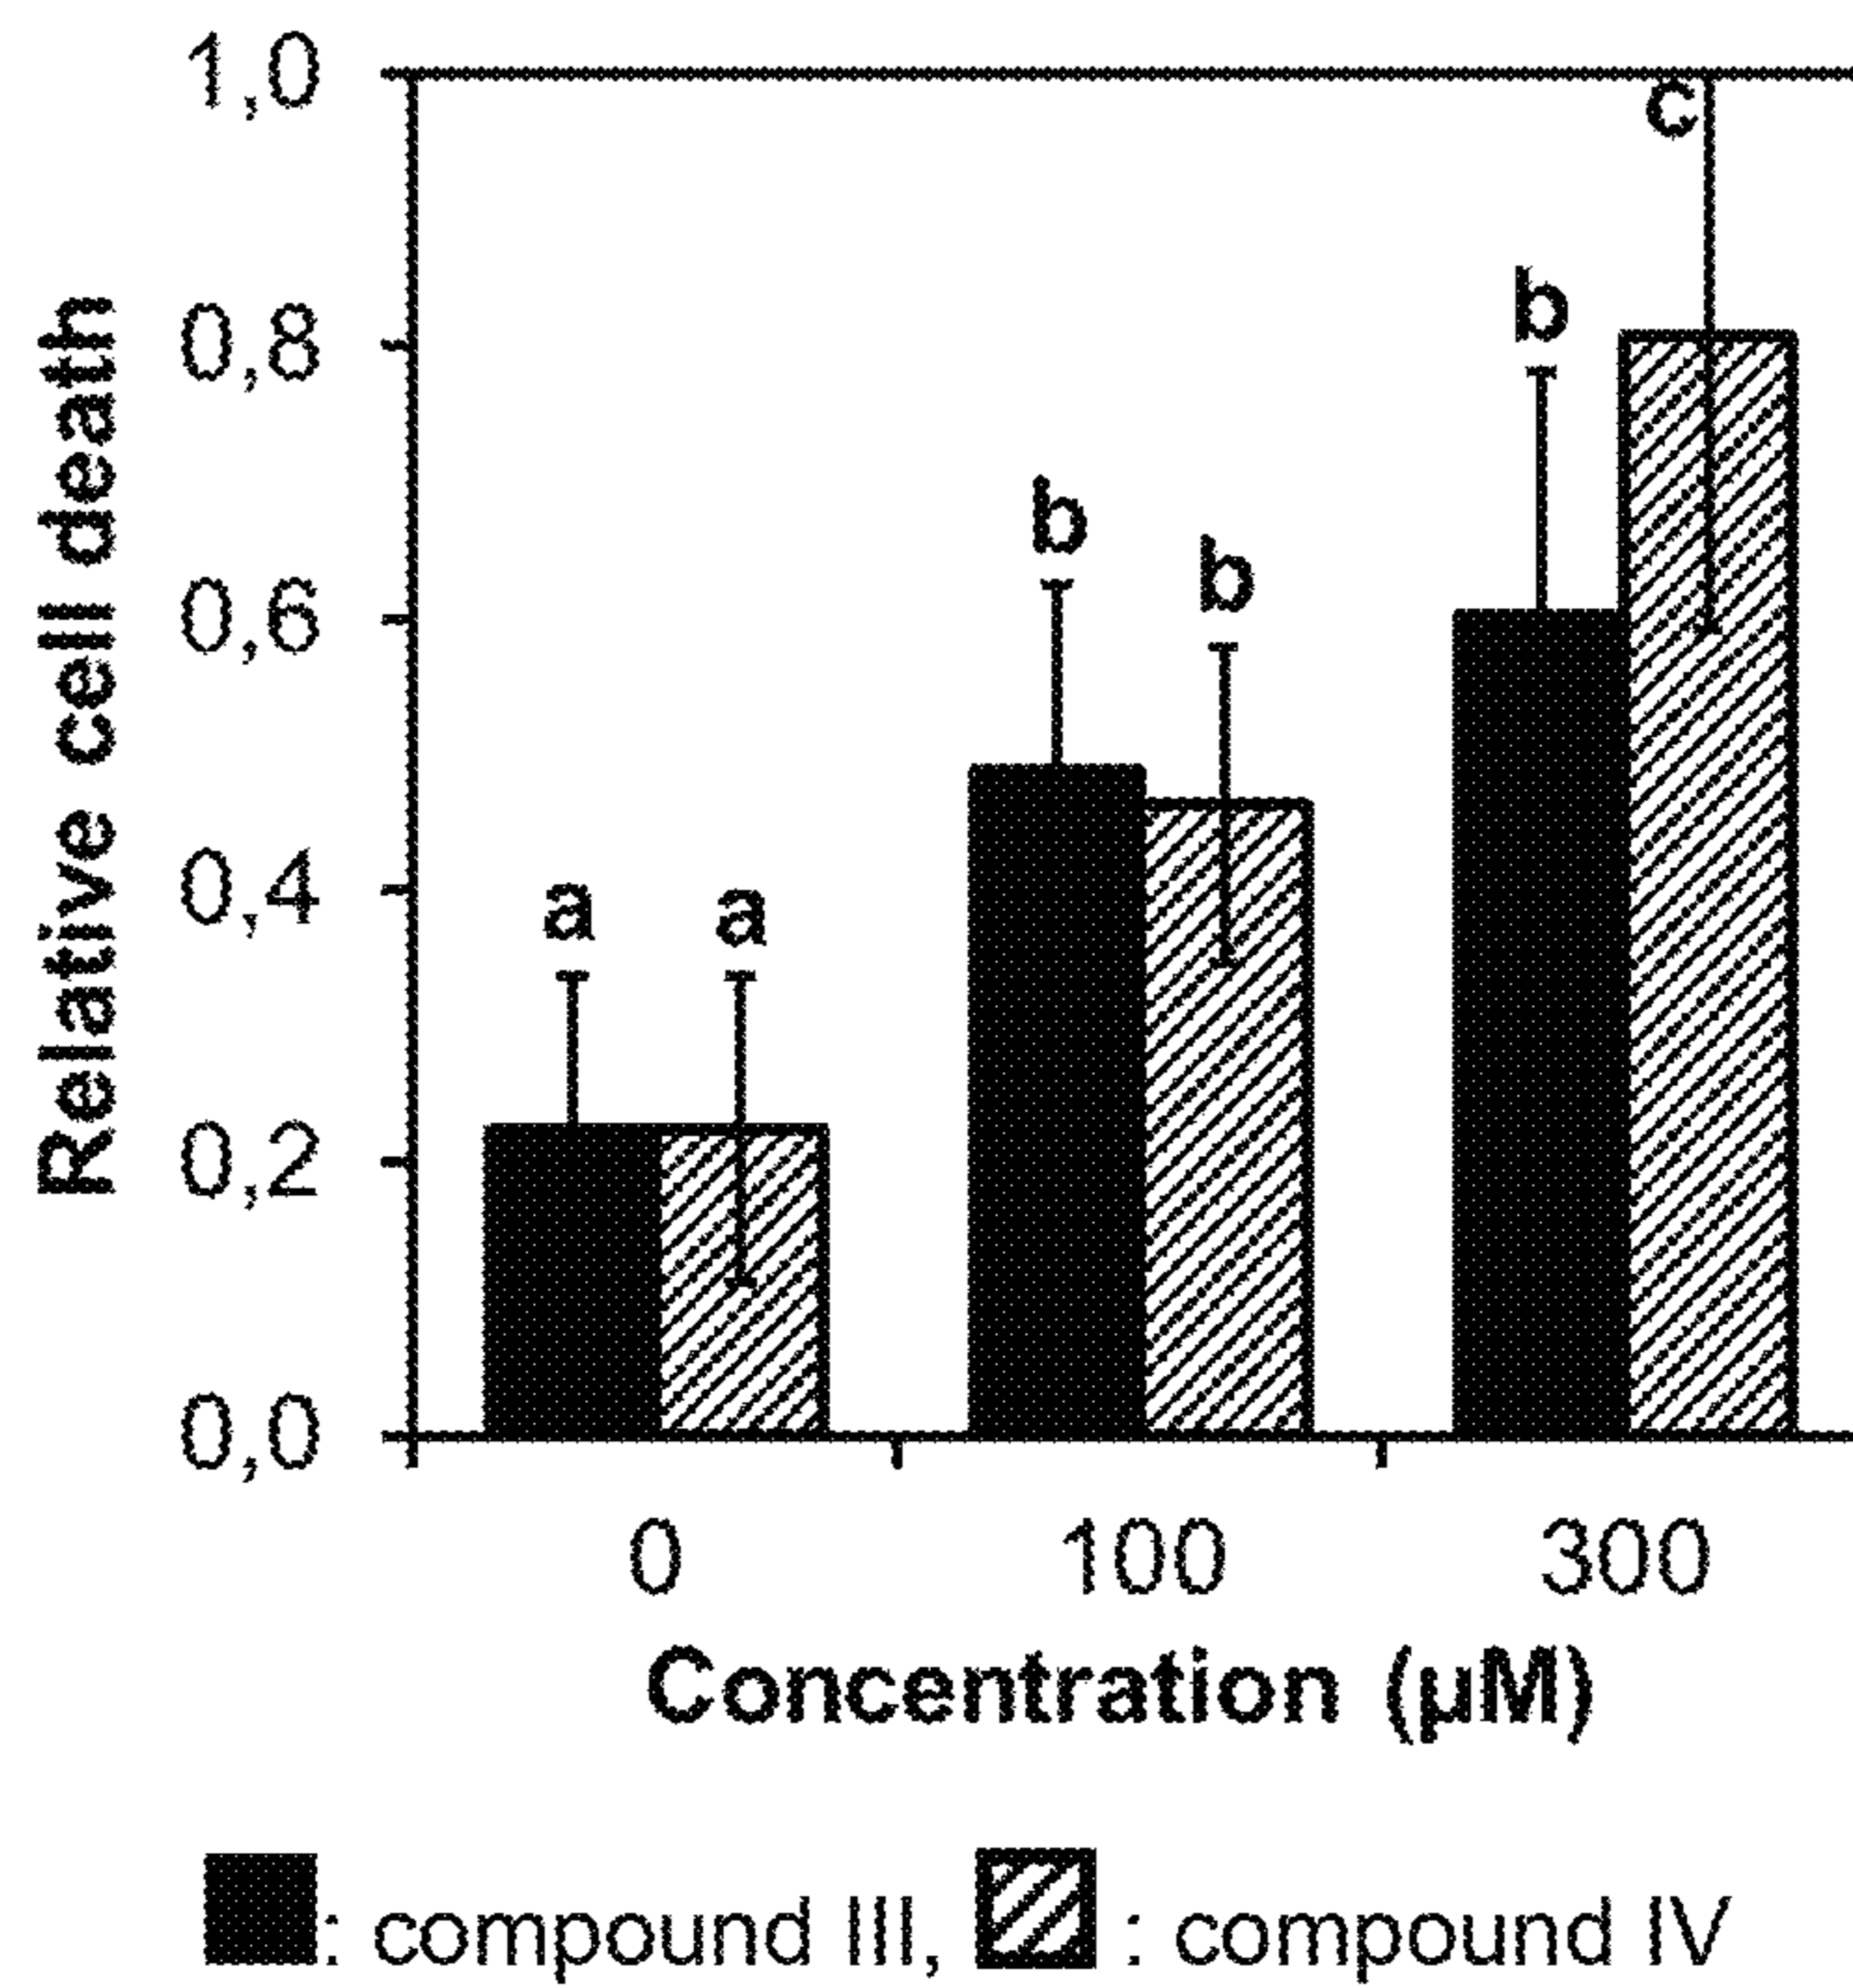 Relative cell death
1,0
0,8
0,6
0,4
0,2
0,0
c
b
b
b
a a
0 100 300
Concentration (µM)
: compound III, : compound IV